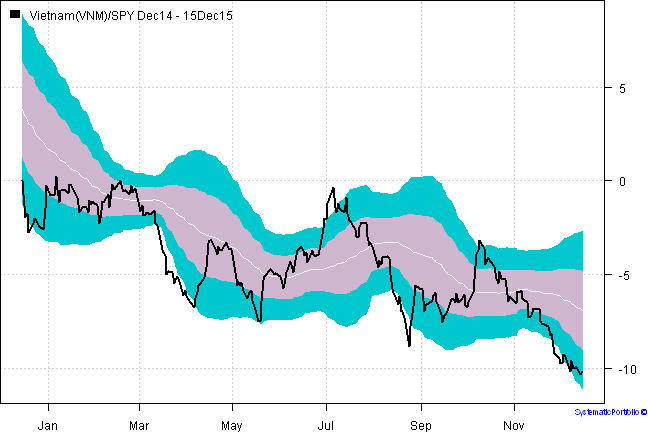 Vietnam(VNM)/SPY Dec14 - 15Dec15
5
0
-5
-10
Jan Mar May Jul Sep Nov
SystematicPortfolio ©